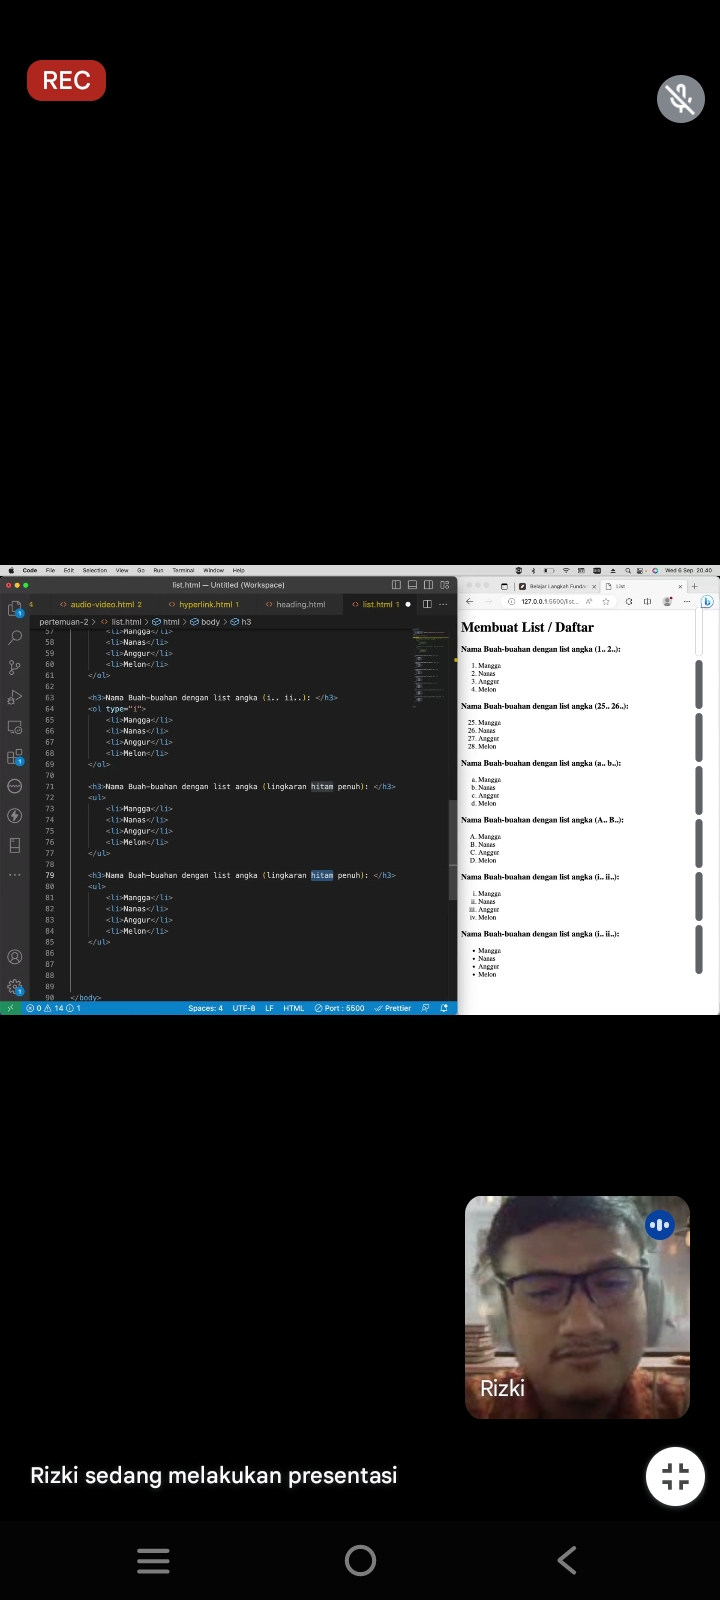 REC
Code File Edit Selection View Go Run Terminal Window Help
Wed 6 Sep 20.40
list.html — Untitled (Workspace)
4 audio-video.html 2 hyperlink.html 1 heading.html list.html 1
pertemuan-2 > list.html > html > body > h3
57 <li>Mangga</li>
58 <li>Nanas</li>
59 <li>Anggur</li>
60 <li>Melon</li>
61 </ol>
62
63 <h3>Nama Buah-buahan dengan list angka (i.. ii..): </h3>
64 <ol type="i">
65 <li>Mangga</li>
66 <li>Nanas</li>
67 <li>Anggur</li>
68 <li>Melon</li>
69 </ol>
70
71 <h3>Nama Buah-buahan dengan list angka (lingkaran hitam penuh): </h3>
72 <ul>
73 <li>Mangga</li>
74 <li>Nanas</li>
75 <li>Anggur</li>
76 <li>Melon</li>
77 </ul>
78
79 <h3>Nama Buah-buahan dengan list angka (lingkaran hitam penuh): </h3>
80 <ul>
81 <li>Mangga</li>
82 <li>Nanas</li>
83 <li>Anggur</li>
84 <li>Melon</li>
85 </ul>
86
87
88
89
90 </body>
0 14 1 Spaces: 4 UTF-8 LF HTML Port : 5500 Prettier
Belajar Langkah Funda List
127.0.0.1:5500/list...
Membuat List / Daftar
Nama Buah-buahan dengan list angka (1.. 2..):
1. Mangga
2. Nanas
3. Anggur
4. Melon
Nama Buah-buahan dengan list angka (25.. 26..):
25. Mangga
26. Nanas
27. Anggur
28. Melon
Nama Buah-buahan dengan list angka (a.. b..):
a. Mangga
b. Nanas
c. Anggur
d. Melon
Nama Buah-buahan dengan list angka (A.. B..):
A. Mangga
B. Nanas
C. Anggur
D. Melon
Nama Buah-buahan dengan list angka (i.. ii..):
i. Mangga
ii. Nanas
iii. Anggur
iv. Melon
Nama Buah-buahan dengan list angka (i.. ii..):
• Mangga
• Nanas
• Anggur
• Melon
Rizki
Rizki sedang melakukan presentasi